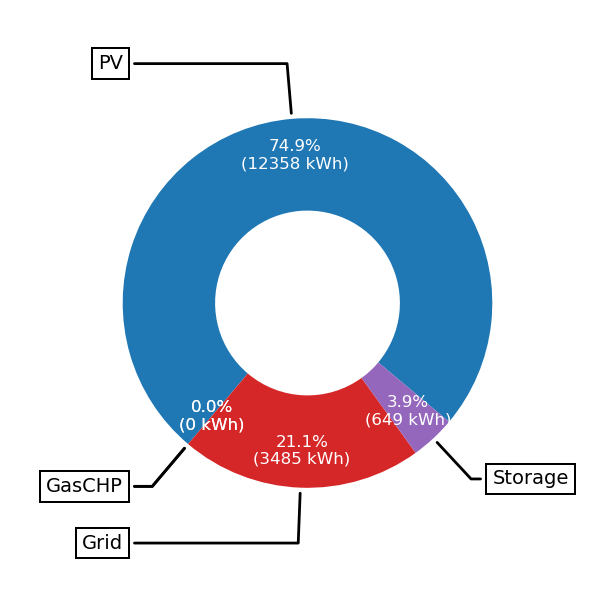 PV
74.9%
(12358 kWh)
0.0%
(0 kWh)
3.9%
(649 kWh)
21.1%
(3485 kWh)
GasCHP
Storage
Grid